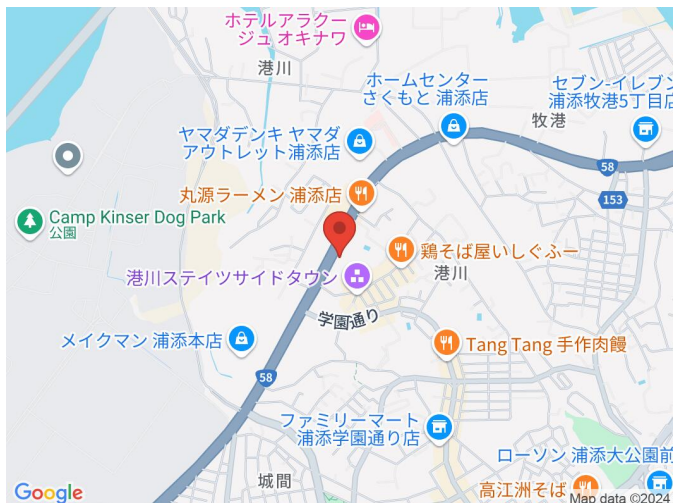 ホテルアラクー
ジュ オキナワ
港川
ホームセンター
さくもと 浦添店
セブン-イレブン
浦添牧港5丁目店
牧港
ヤマダデンキ ヤマダ
アウトレット浦添店
58
153
丸源ラーメン 浦添店
Camp Kinser Dog Park
公園
鶏そば屋いしぐふー
港川
港川ステイツサイドタウン
学園通り
メイクマン 浦添本店
Tang Tang 手作肉饅
58
ファミリーマート
浦添学園通り店
ローソン 浦添大公園前
城間
高江洲そば
Google
Map data ©2024